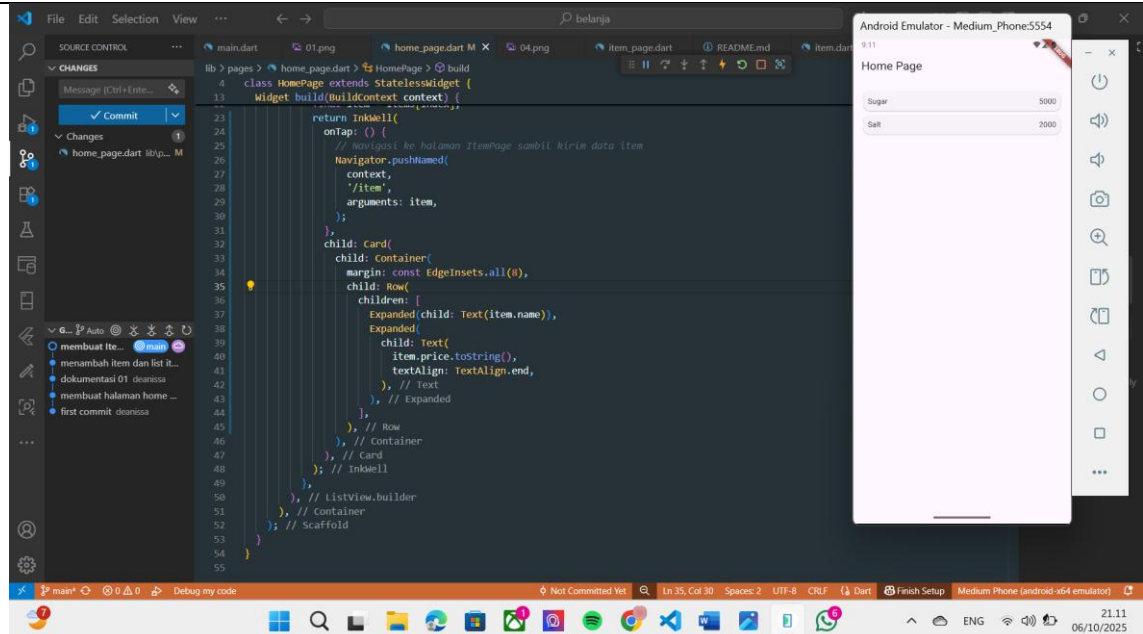 File Edit Selection View ...
belanja
SOURCE CONTROL
CHANGES
Message (Ctrl+Ente...
Commit
Changes 1
home_page.dart lib\p... M
G... Auto
membuat Ite... main
menambah item dan list it...
dokumentasi 01 deanissa
membuat halaman home ...
first commit deanissa
main.dart 01.png home_page.dart M 04.png item_page.dart README.md item.dart
lib > pages > home_page.dart > HomePage > build
4 class HomePage extends StatelessWidget {
13 Widget build(BuildContext context) {
23 return InkWell(
24 onTap: () {
25 // Navigasi ke halaman ItemPage sambil kirim data item
26 Navigator.pushNamed(
27 context,
28 '/item',
29 arguments: item,
30 );
31 },
32 child: Card(
33 child: Container(
34 margin: const EdgeInsets.all(8),
35 child: Row(
36 children: [
37 Expanded(child: Text(item.name)),
38 Expanded(
39 child: Text(
40 item.price.toString(),
41 textAlign: TextAlign.end,
42 ), // Text
43 ), // Expanded
44 ],
45 ), // Row
46 ), // Container
47 ), // Card
48 ); // InkWell
49 },
50 ), // ListView.builder
51 ), // Container
52 ); // Scaffold
53 }
54 }
55
Android Emulator - Medium_Phone:5554
9:11
Home Page
Sugar 5000
Salt 2000
main* 0 0 Debug my code Not Committed Yet Ln 35, Col 30 Spaces: 2 UTF-8 CRLF Dart Finish Setup Medium Phone (android-x64 emulator)
ENG 21.11
06/10/2025